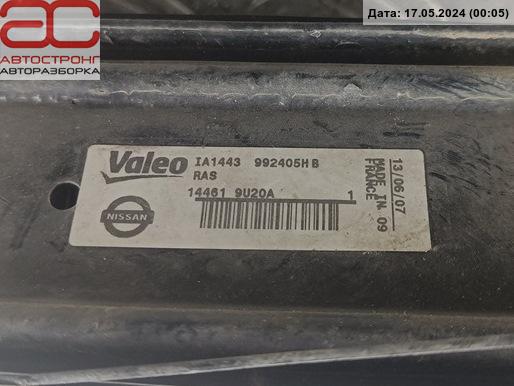 Дата: 17.05.2024 (00:05)
АС
АВТОСТРОНГ
АВТОРАЗБОРКА
Valeo IA1443 992405H B
RAS
14461 9U20A 1
NISSAN
13/06/07
MADE IN 09
FRANCE